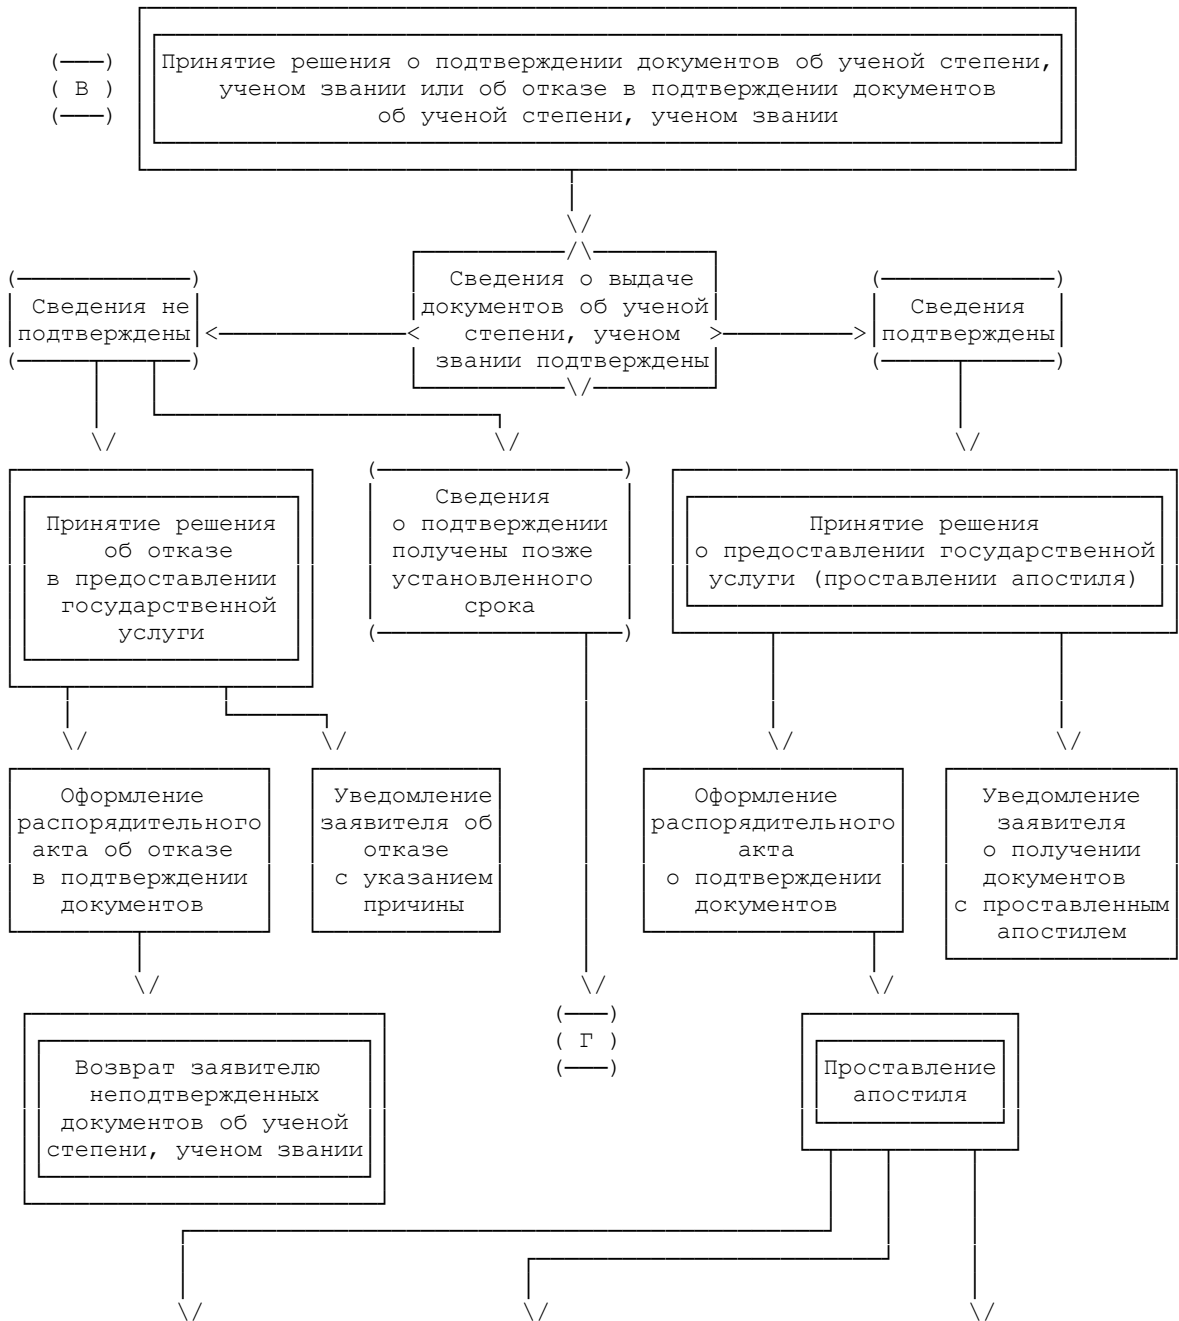 Принятие решения о подтверждении документов об ученой степени,
ученом звании или об отказе в подтверждении документов
об ученой степени, ученом звании
( В )
Сведения не
подтверждены
Сведения о выдаче
документов об ученой
степени, ученом
звании подтверждены
Сведения
подтверждены
Принятие решения
об отказе
в предоставлении
государственной
услуги
Сведения
о подтверждении
получены позже
установленного
срока
Принятие решения
о предоставлении государственной
услуги (проставлении апостиля)
Оформление
распорядительного
акта об отказе
в подтверждении
документов
Уведомление
заявителя об
отказе
с указанием
причины
Оформление
распорядительного
акта
о подтверждении
документов
Уведомление
заявителя
о получении
документов
с проставленным
апостилем
Возврат заявителю
неподтвержденных
документов об ученой
степени, ученом звании
( Г )
Проставление
апостиля